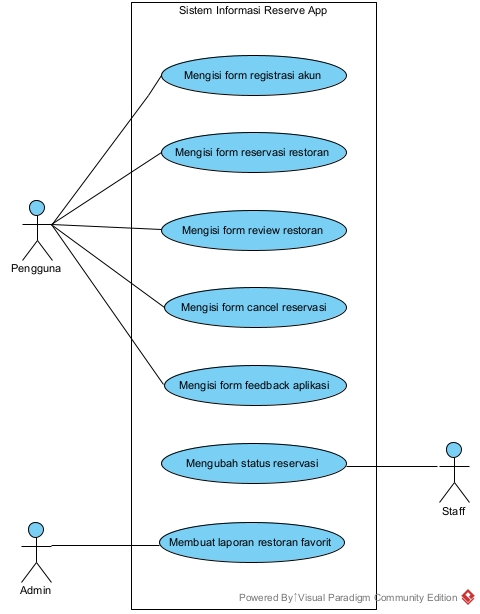 Sistem Informasi Reserve App
Mengisi form registrasi akun
Mengisi form reservasi restoran
Mengisi form review restoran
Pengguna
Mengisi form cancel reservasi
Mengisi form feedback aplikasi
Mengubah status reservasi
Staff
Membuat laporan restoran favorit
Admin
Powered By Visual Paradigm Community Edition